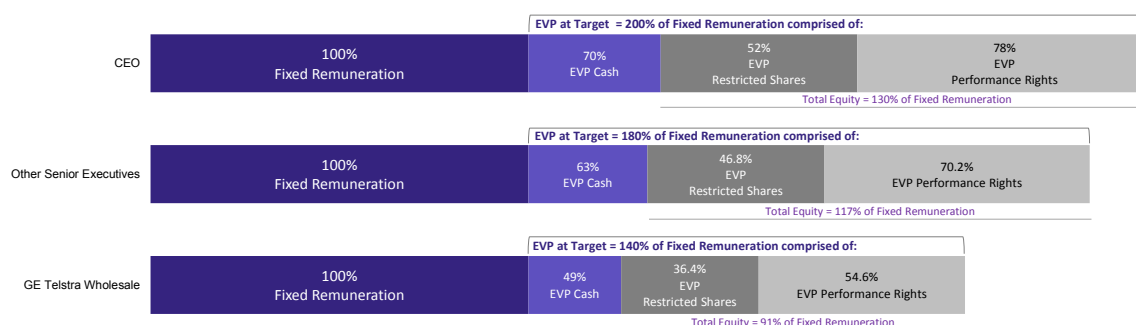 EVP at Target = 200% of Fixed Remuneration comprised of:
CEO
100%
Fixed Remuneration
70%
EVP Cash
52%
EVP
Restricted Shares
78%
EVP
Performance Rights
Total Equity = 130% of Fixed Remuneration
EVP at Target = 180% of Fixed Remuneration comprised of:
Other Senior Executives
100%
Fixed Remuneration
63%
EVP Cash
46.8%
EVP
Restricted Shares
70.2%
EVP Performance Rights
Total Equity = 117% of Fixed Remuneration
EVP at Target = 140% of Fixed Remuneration comprised of:
GE Telstra Wholesale
100%
Fixed Remuneration
49%
EVP Cash
36.4%
EVP
Restricted Shares
54.6%
EVP Performance Rights
Total Equity = 91% of Fixed Remuneration